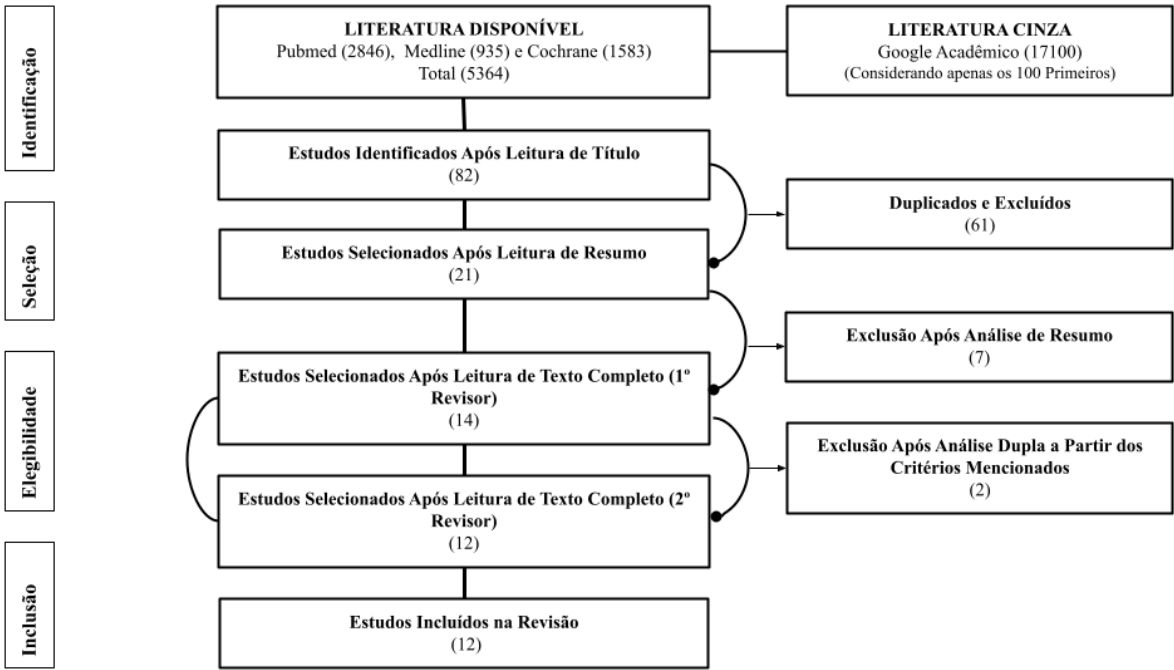 Identificação
LITERATURA DISPONÍVEL
Pubmed (2846), Medline (935) e Cochrane (1583)
Total (5364)
LITERATURA CINZA
Google Acadêmico (17100)
(Considerando apenas os 100 Primeiros)
Estudos Identificados Após Leitura de Título
(82)
Duplicados e Excluídos
(61)
Seleção
Estudos Selecionados Após Leitura de Resumo
(21)
Exclusão Após Análise de Resumo
(7)
Elegibilidade
Estudos Selecionados Após Leitura de Texto Completo (1º
Revisor)
(14)
Exclusão Após Análise Dupla a Partir dos
Critérios Mencionados
(2)
Estudos Selecionados Após Leitura de Texto Completo (2º
Revisor)
(12)
Inclusão
Estudos Incluídos na Revisão
(12)